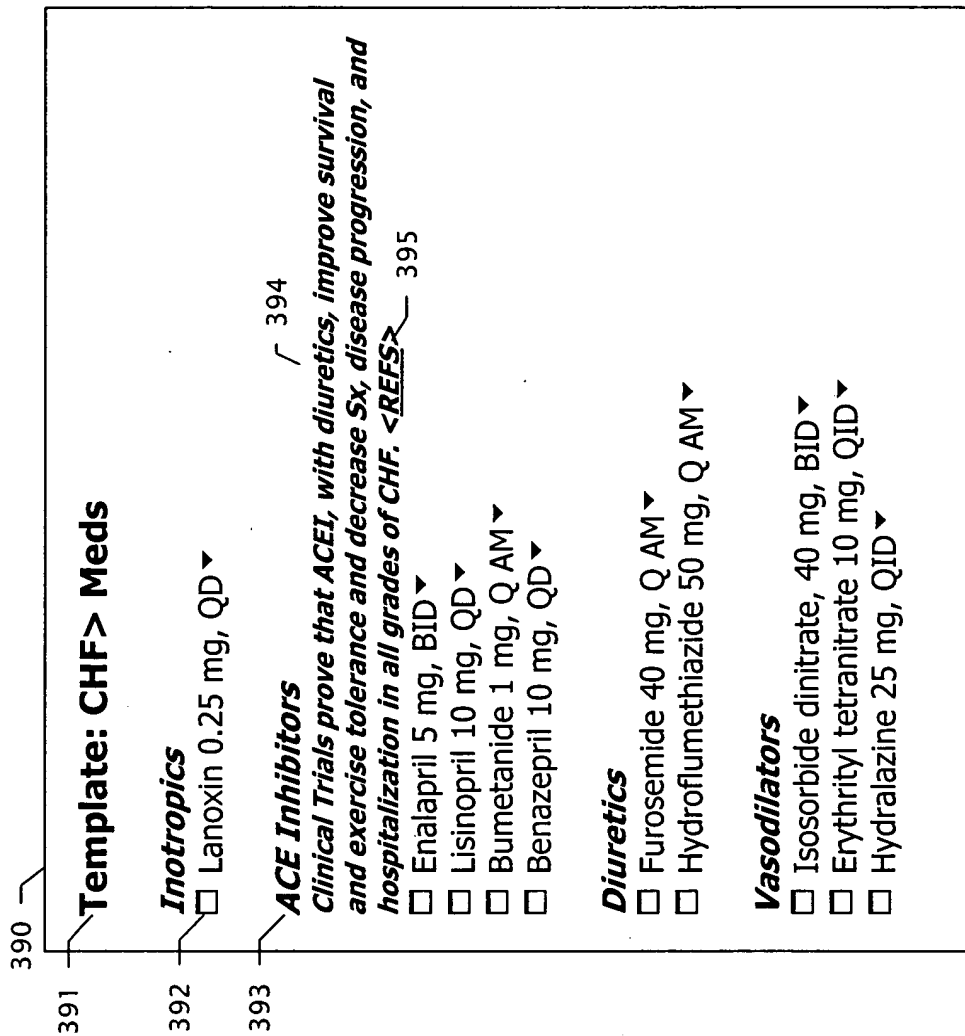 390
391
Template: CHF> Meds
Inotropics
392
☐ Lanoxin 0.25 mg, QD▼
393
ACE Inhibitors
394
Clinical Trials prove that ACEI, with diuretics, improve survival
and exercise tolerance and decrease Sx, disease progression, and
hospitalization in all grades of CHF. <REFS>
395
☐ Enalapril 5 mg, BID▼
☐ Lisinopril 10 mg, QD▼
☐ Bumetanide 1 mg, Q AM▼
☐ Benazepril 10 mg, QD▼
Diuretics
☐ Furosemide 40 mg, Q AM▼
☐ Hydroflumethiazide 50 mg, Q AM▼
Vasodilators
☐ Isosorbide dinitrate, 40 mg, BID▼
☐ Erythrityl tetranitrate 10 mg, QID▼
☐ Hydralazine 25 mg, QID▼